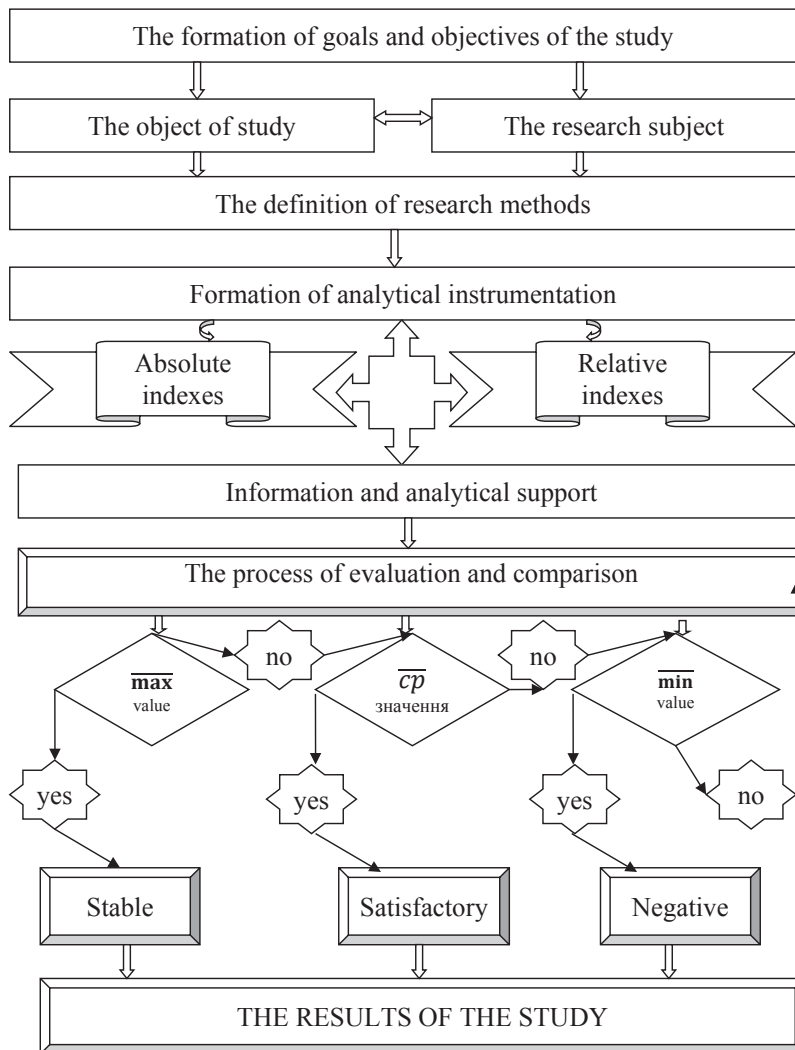 The formation of goals and objectives of the study
The object of study
The research subject
The definition of research methods
Formation of analytical instrumentation
Absolute
indexes
Relative
indexes
Information and analytical support
The process of evaluation and comparison
no
no
max
value
ср
значення
min
value
yes
yes
yes
no
Stable
Satisfactory
Negative
THE RESULTS OF THE STUDY